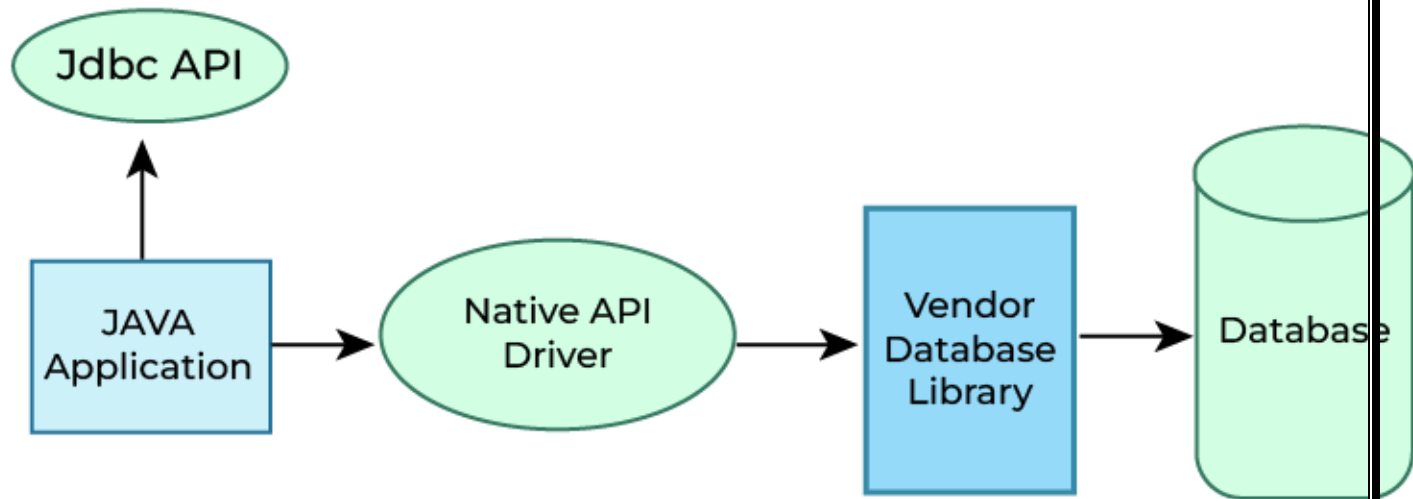 Jdbc API
JAVA
Application
Native API
Driver
Vendor
Database
Library
Database